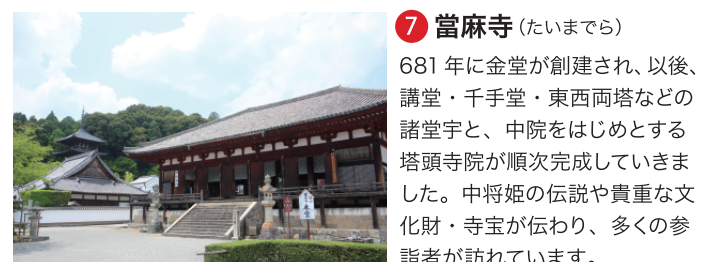 7 當麻寺（たいまでら）
681年に金堂が創建され、以後、
講堂・千手堂・東西両塔などの
諸堂宇と、中院をはじめとする
塔頭寺院が順次完成していきま
した。中将姫の伝説や貴重な文
化財・寺宝が伝わり、多くの参
詣者が訪れています。